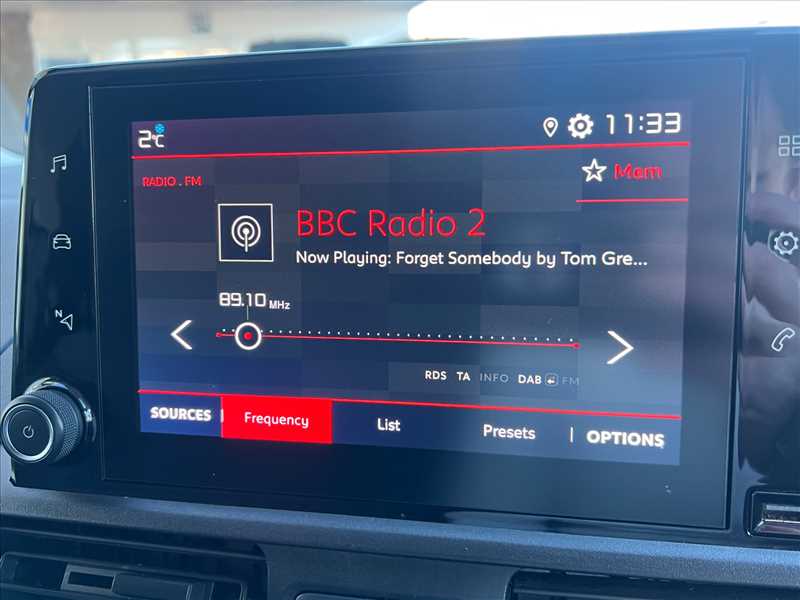 2°C
11:33
RADIO . FM
Mem
BBC Radio 2
Now Playing: Forget Somebody by Tom Gre...
89.10 MHz
N
RDS TA INFO DAB FM
SOURCES Frequency List Presets OPTIONS